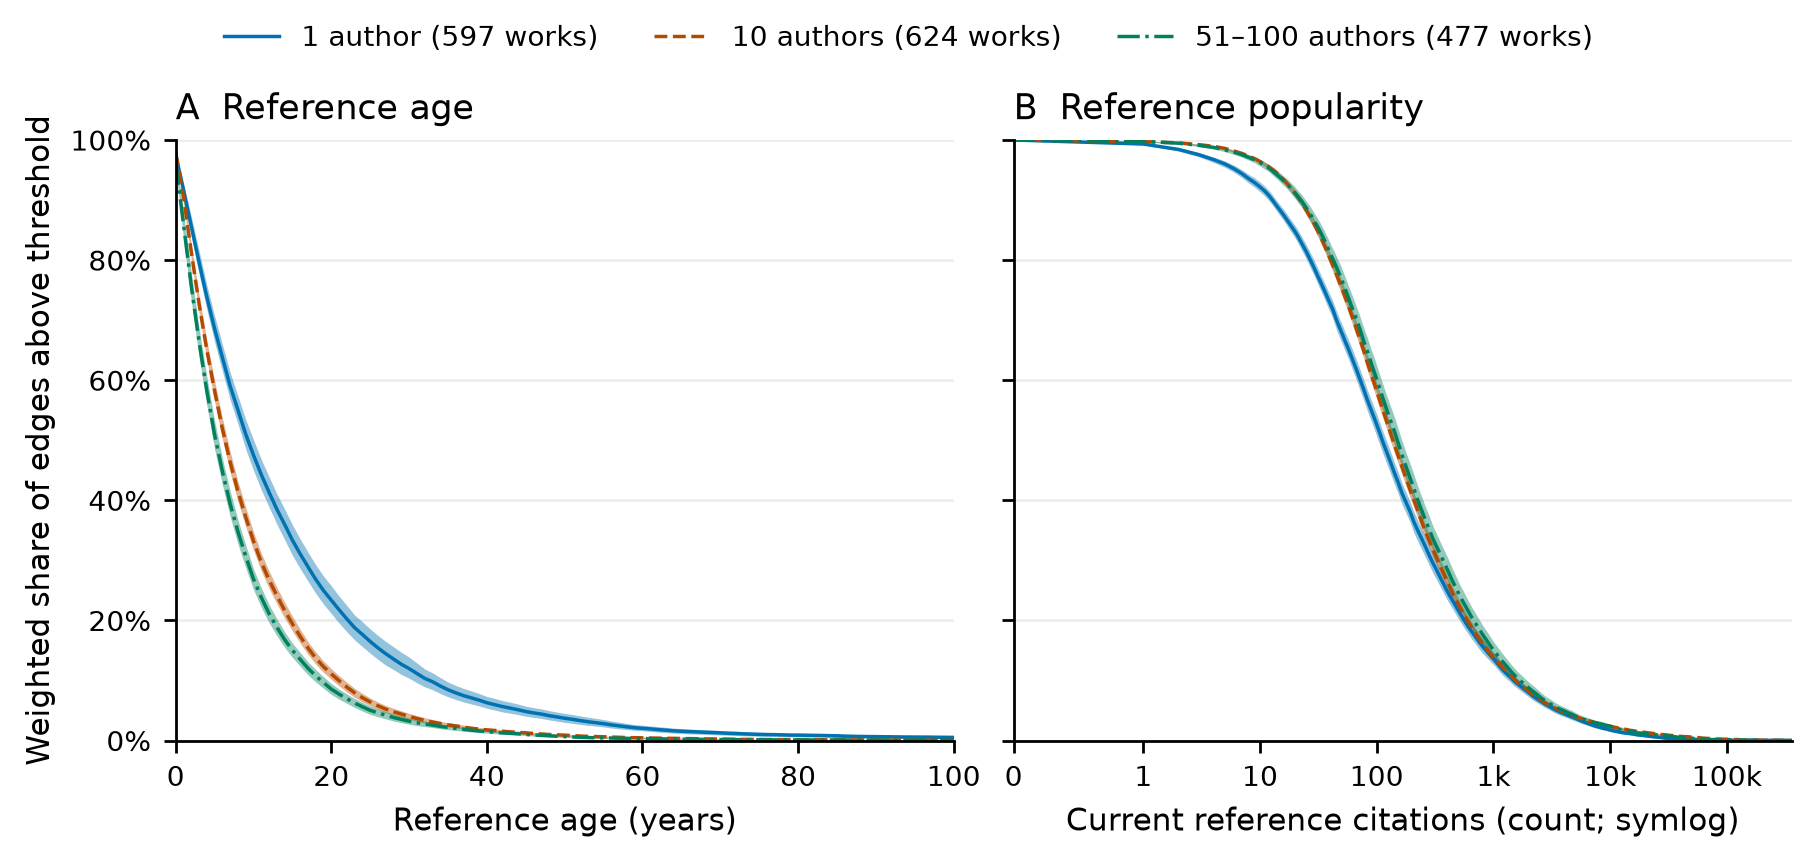 1 author (597 works)
10 authors (624 works)
51–100 authors (477 works)
A Reference age
Weighted share of edges above threshold
100%
80%
60%
40%
20%
0%
0 20 40 60 80 100
Reference age (years)
B Reference popularity
0 1 10 100 1k 10k 100k
Current reference citations (count; symlog)